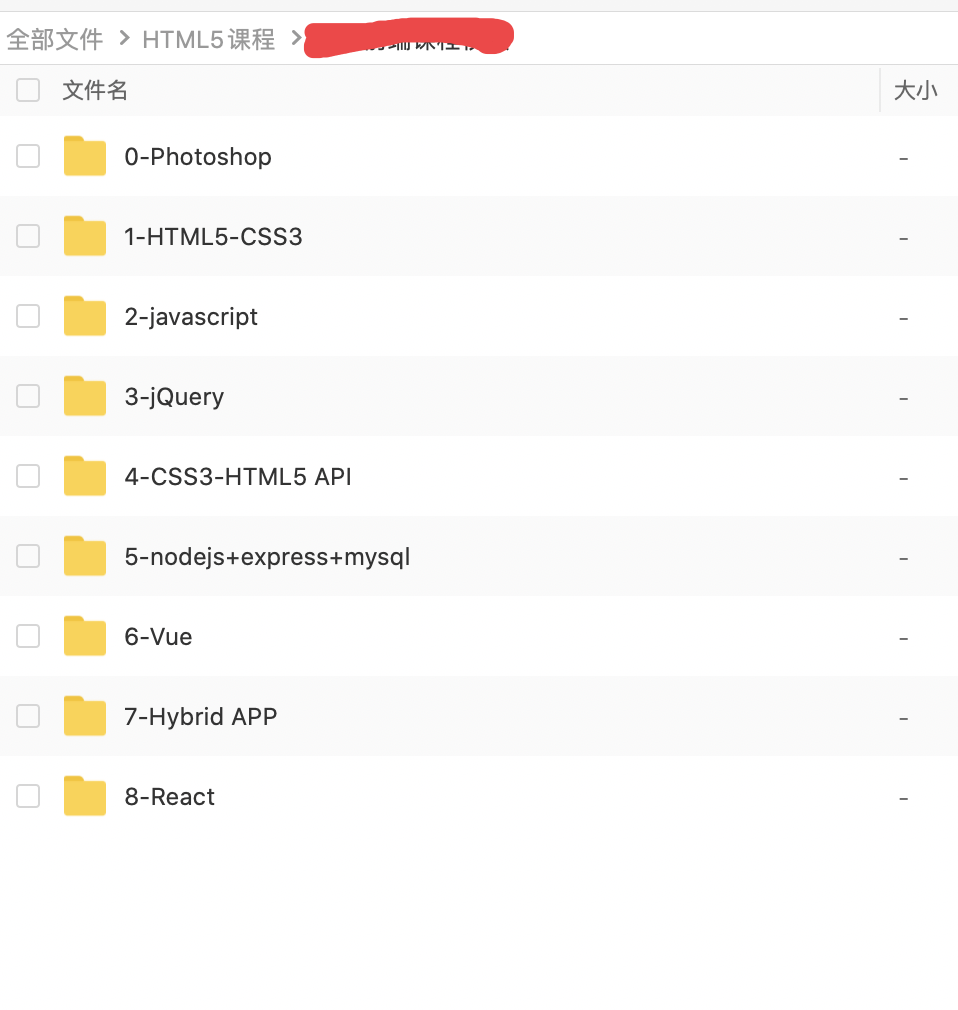 全部文件 > HTML5课程 >
文件名 大小
0-Photoshop -
1-HTML5-CSS3 -
2-javascript -
3-jQuery -
4-CSS3-HTML5 API -
5-nodejs+express+mysql -
6-Vue -
7-Hybrid APP -
8-React -